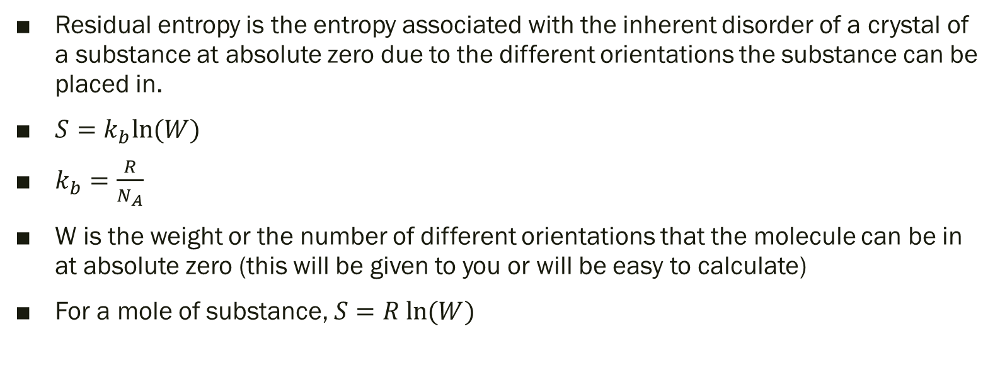 ■ Residual entropy is the entropy associated with the inherent disorder of a crystal of
a substance at absolute zero due to the different orientations the substance can be
placed in.
■ S = k_b ln(W)
■ k_b = R/N_A
■ W is the weight or the number of different orientations that the molecule can be in
at absolute zero (this will be given to you or will be easy to calculate)
■ For a mole of substance, S = R ln(W)